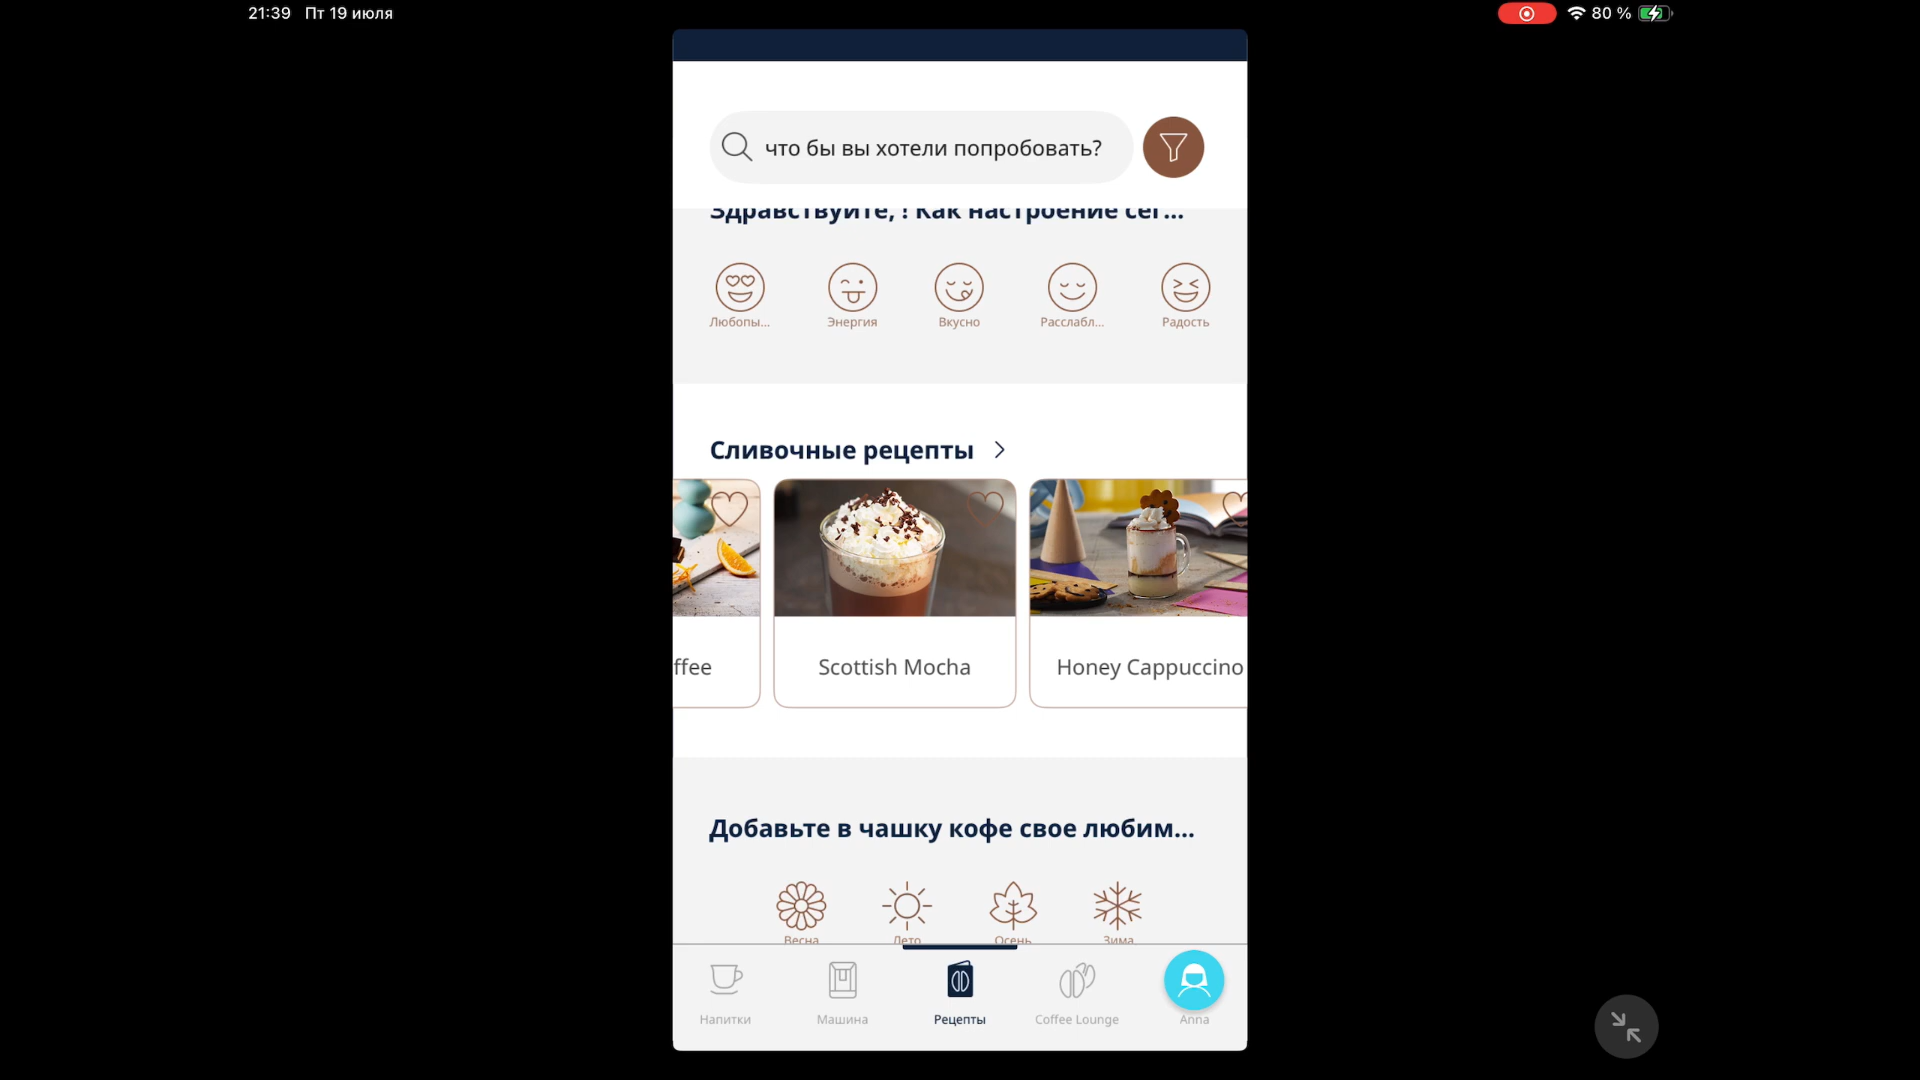 21:39 Пт 19 июля
80 %
что бы вы хотели попробовать?
Здравствуйте, ! Как настроение сег...
Любопы... Энергия Вкусно Расслабл... Радость
Сливочные рецепты
ffee Scottish Mocha Honey Cappuccino
Добавьте в чашку кофе свое любим...
Весна Лето Осень Зима
Напитки Машина Рецепты Coffee Lounge Anna